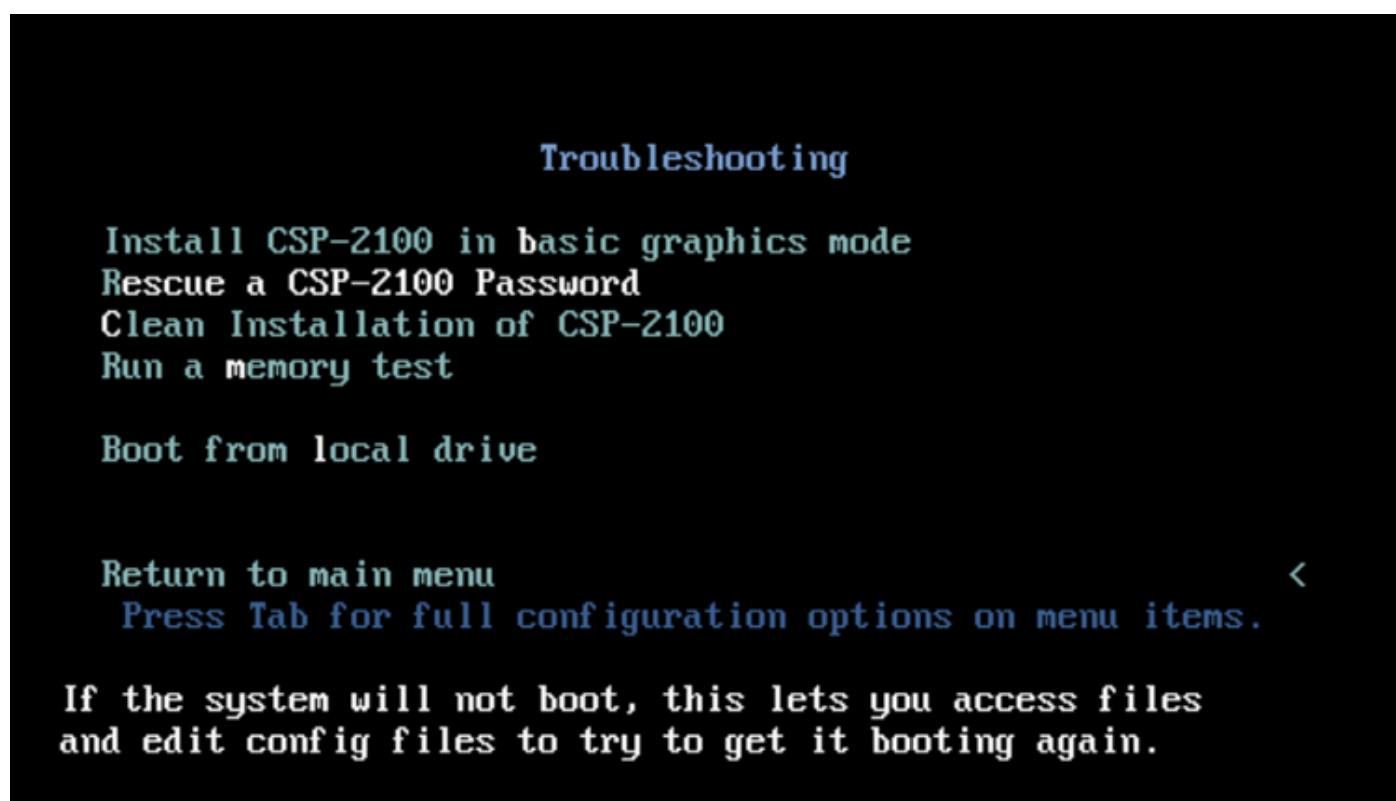 Troubleshooting
Install CSP-2100 in basic graphics mode
Rescue a CSP-2100 Password
Clean Installation of CSP-2100
Run a memory test
Boot from local drive
Return to main menu <
Press Tab for full configuration options on menu items.
If the system will not boot, this lets you access files
and edit config files to try to get it booting again.